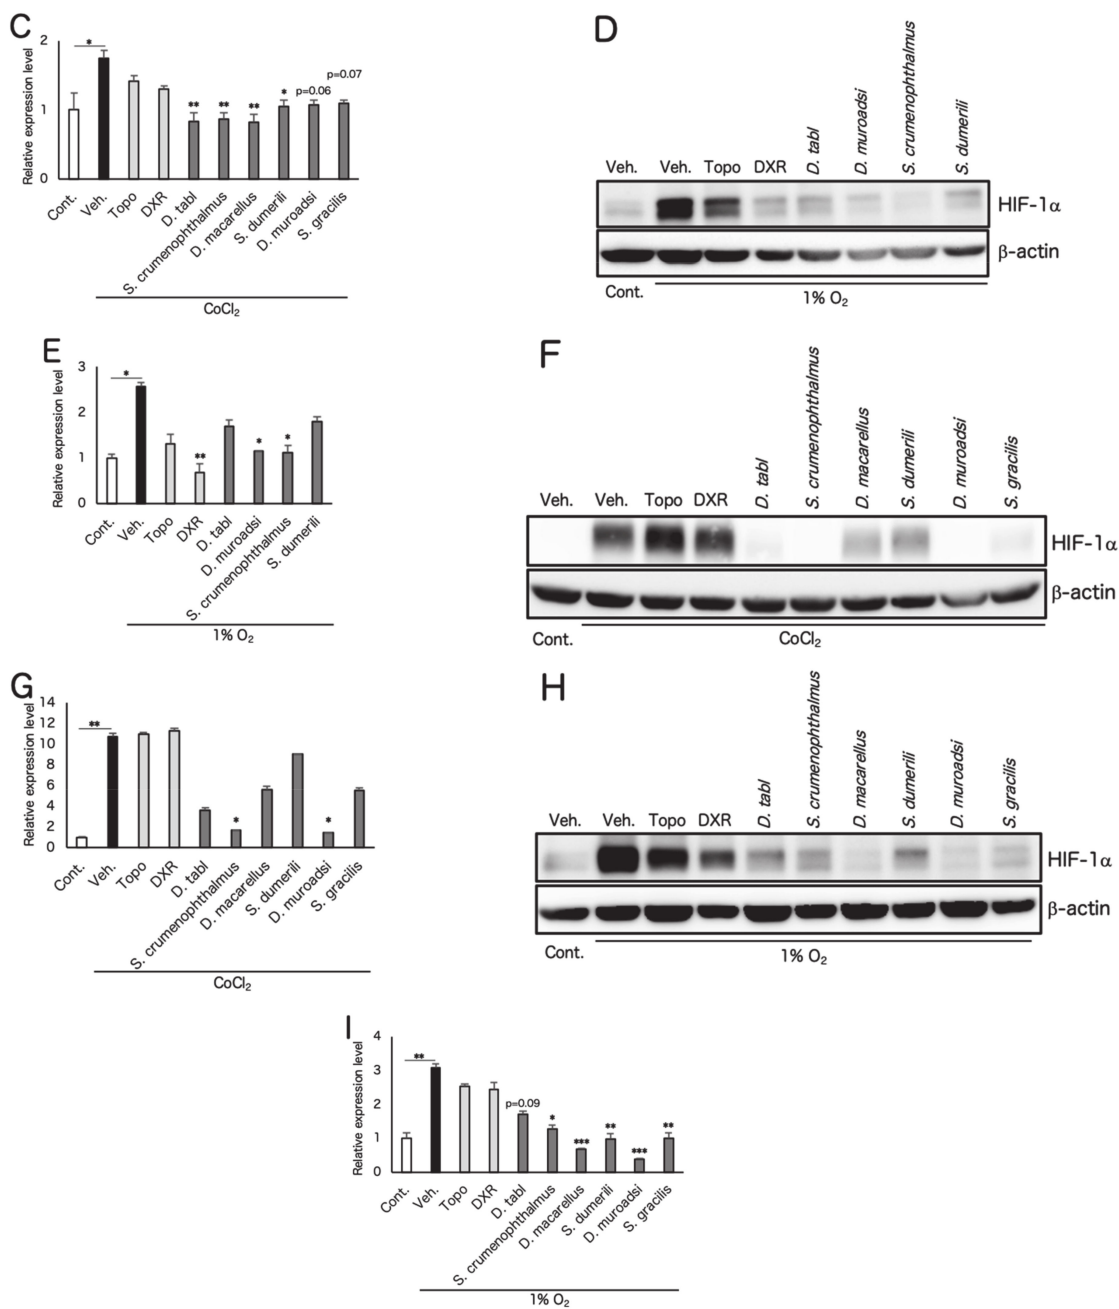 C
Relative expression level
2
1
0
*
** ** ** * p=0.06 p=0.07
Cont. Veh. Topo DXR D. tabl S. crumenophthalmus D. macarellus S. dumerili D. muroadsi S. gracilis
CoCl2
D
Veh. Veh. Topo DXR D. tabl D. muroadsi S. crumenophthalmus S. dumerili
HIF-1α
β-actin
Cont. 1% O2
E
Relative expression level
3
2
1
0
*
** * *
Cont. Veh. Topo DXR D. tabl D. muroadsi S. crumenophthalmus S. dumerili
1% O2
F
Veh. Veh. Topo DXR D. tabl S. crumenophthalmus D. macarellus S. dumerili D. muroadsi S. gracilis
HIF-1α
β-actin
Cont. CoCl2
G
Relative expression level
14
12
10
8
6
4
2
0
**
* *
Cont. Veh. Topo DXR D. tabl S. crumenophthalmus D. macarellus S. dumerili D. muroadsi S. gracilis
CoCl2
H
Veh. Veh. Topo DXR D. tabl S. crumenophthalmus D. macarellus S. dumerili D. muroadsi S. gracilis
HIF-1α
β-actin
Cont. 1% O2
I
Relative expression level
4
3
2
1
0
**
p=0.09 * *** ** *** **
Cont. Veh. Topo DXR D. tabl S. crumenophthalmus D. macarellus S. dumerili D. muroadsi S. gracilis
1% O2